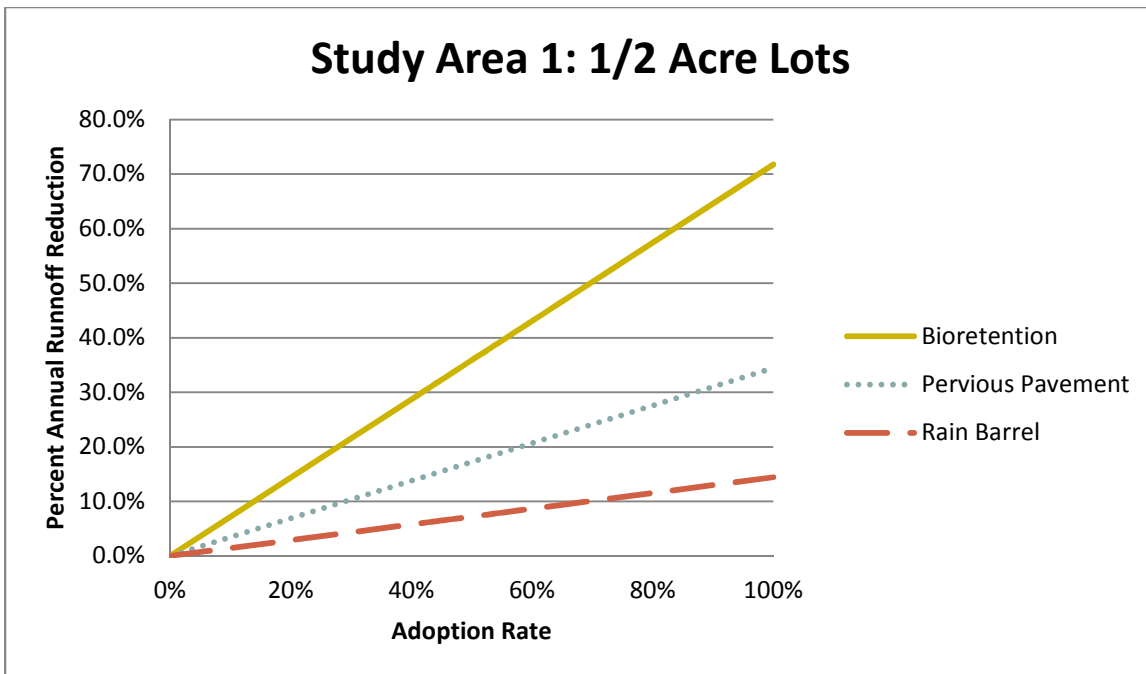 Study Area 1: 1/2 Acre Lots
Percent Annual Runnoff Reduction
80.0%
70.0%
60.0%
50.0%
40.0%
30.0%
20.0%
10.0%
0.0%
0% 20% 40% 60% 80% 100%
Adoption Rate
Bioretention
Pervious Pavement
Rain Barrel